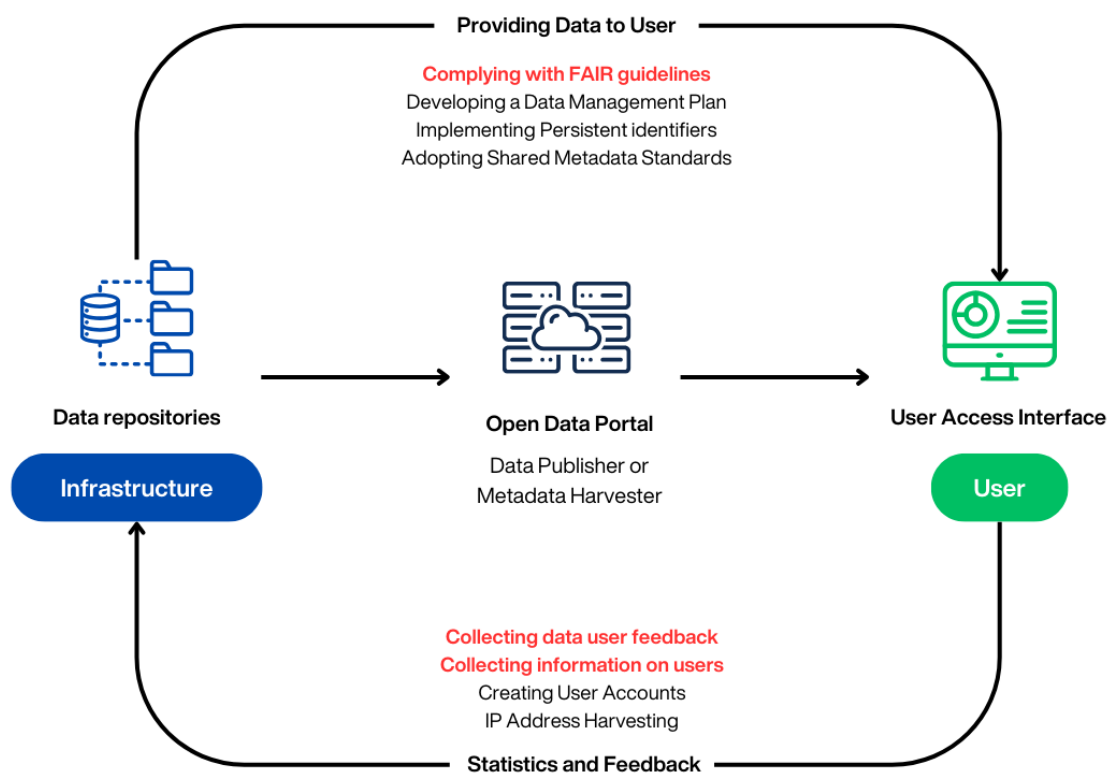 Providing Data to User
Complying with FAIR guidelines
Developing a Data Management Plan
Implementing Persistent identifiers
Adopting Shared Metadata Standards
Data repositories
Infrastructure
Open Data Portal
Data Publisher or
Metadata Harvester
User Access Interface
User
Collecting data user feedback
Collecting information on users
Creating User Accounts
IP Address Harvesting
Statistics and Feedback